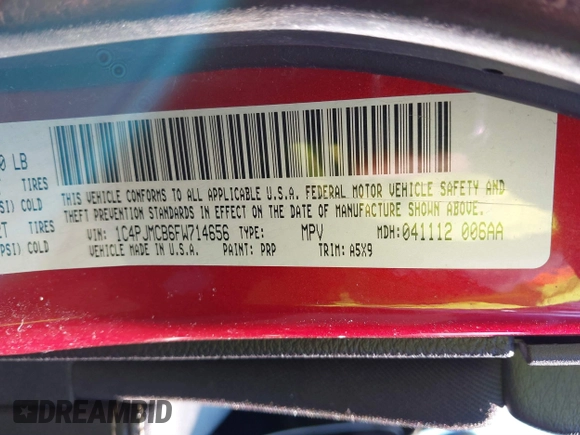 0 LB
TIRES
SI) COLD
TIRES
PSI) COLD
THIS VEHICLE CONFORMS TO ALL APPLICABLE U.S.A. FEDERAL MOTOR VEHICLE SAFETY AND
THEFT PREVENTION STANDARDS IN EFFECT ON THE DATE OF MANUFACTURE SHOWN ABOVE.
VIN: 1C4PJMCB6FW714656 TYPE: MPV MDH: 041112 006AA
VEHICLE MADE IN U.S.A. PAINT: PRP TRIM: A5X9
DREAMBID